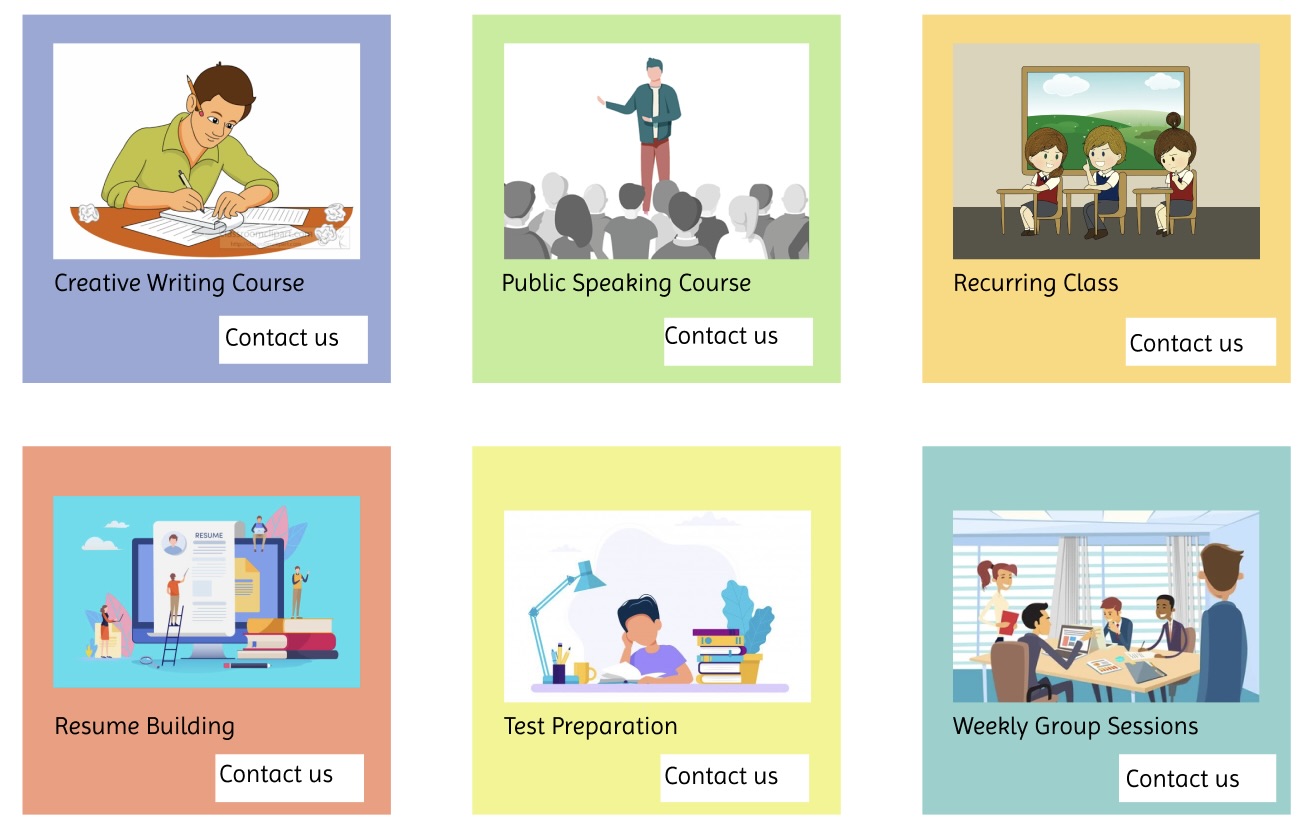 Creative Writing Course
Contact us
Public Speaking Course
Contact us
Recurring Class
Contact us
RESUME
Resume Building
Contact us
Test Preparation
Contact us
Weekly Group Sessions
Contact us